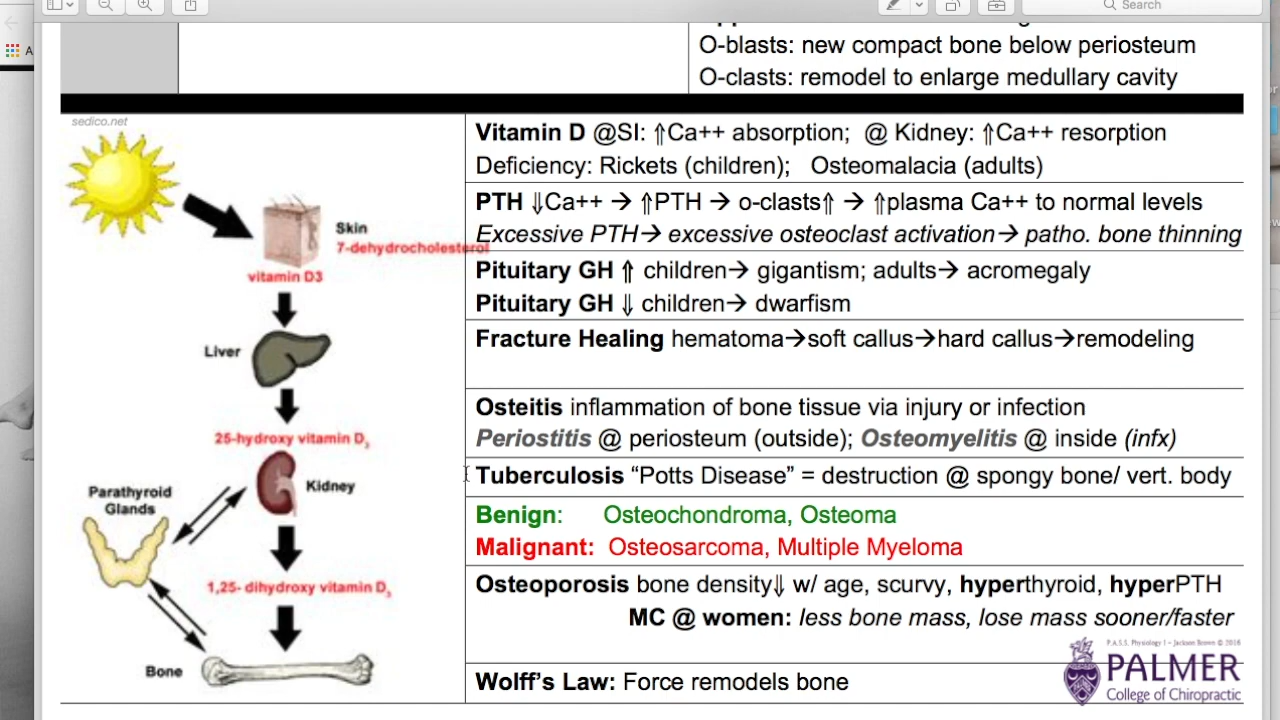 Search
A
O-blasts: new compact bone below periosteum
O-clasts: remodel to enlarge medullary cavity
sedico.net
Skin
7-dehydrocholesterol
vitamin D3
Liver
25-hydroxy vitamin D3
Kidney
Parathyroid
Glands
1,25- dihydroxy vitamin D3
Bone
Vitamin D @SI: ⇑Ca++ absorption; @ Kidney: ⇑Ca++ resorption
Deficiency: Rickets (children); Osteomalacia (adults)
PTH ⇓Ca++ → ⇑PTH → o-clasts⇑ → ⇑plasma Ca++ to normal levels
Excessive PTH→ excessive osteoclast activation→ patho. bone thinning
Pituitary GH ⇑ children→ gigantism; adults→ acromegaly
Pituitary GH ⇓ children→ dwarfism
Fracture Healing hematoma→soft callus→hard callus→remodeling
Osteitis inflammation of bone tissue via injury or infection
Periostitis @ periosteum (outside); Osteomyelitis @ inside (infx)
Tuberculosis “Potts Disease” = destruction @ spongy bone/ vert. body
Benign: Osteochondroma, Osteoma
Malignant: Osteosarcoma, Multiple Myeloma
Osteoporosis bone density⇓ w/ age, scurvy, hyperthyroid, hyperPTH
MC @ women: less bone mass, lose mass sooner/faster
Wolff’s Law: Force remodels bone
P.A.S.S. Physiology I – Jackson Brown © 2016
PALMER
College of Chiropractic